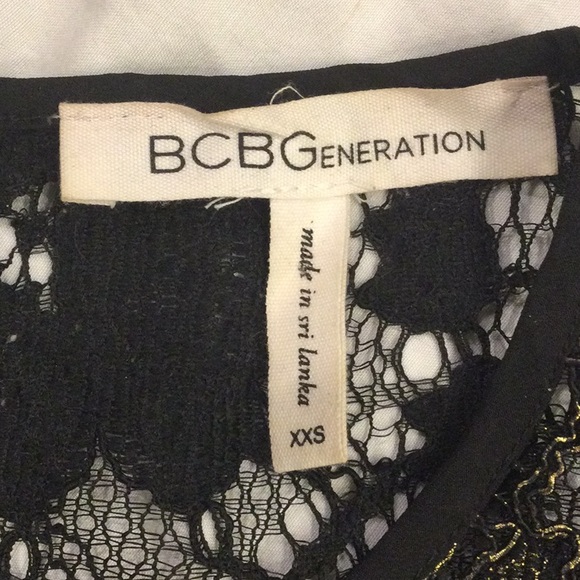 BCBGENERATION
made in sri lanka
XXS